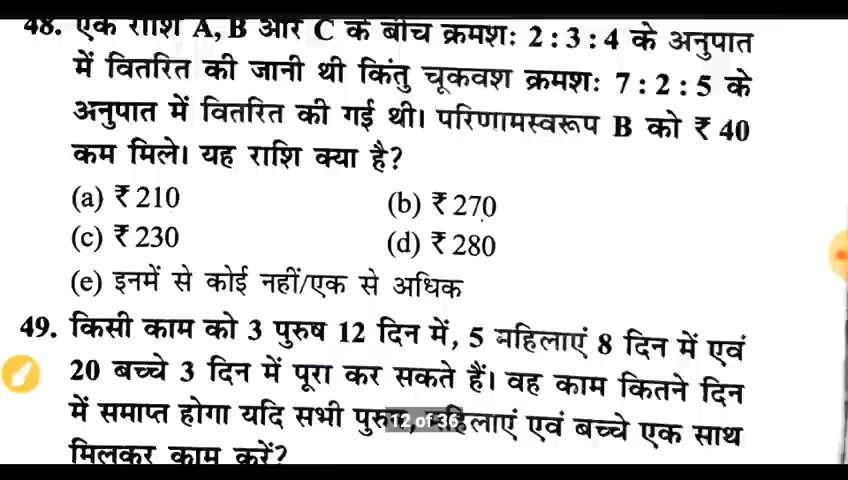 48. एक राशि A, B और C के बीच क्रमशः 2 : 3 : 4 के अनुपात
में वितरित की जानी थी किंतु चूकवश क्रमशः 7 : 2 : 5 के
अनुपात में वितरित की गई थी। परिणामस्वरूप B को ₹ 40
कम मिले। यह राशि क्या है?
(a) ₹ 210 (b) ₹ 270
(c) ₹ 230 (d) ₹ 280
(e) इनमें से कोई नहीं/एक से अधिक
49. किसी काम को 3 पुरुष 12 दिन में, 5 महिलाएं 8 दिन में एवं
20 बच्चे 3 दिन में पूरा कर सकते हैं। वह काम कितने दिन
में समाप्त होगा यदि सभी पुरुष, महिलाएं एवं बच्चे एक साथ
12 of 36
मिलकर काम करें?